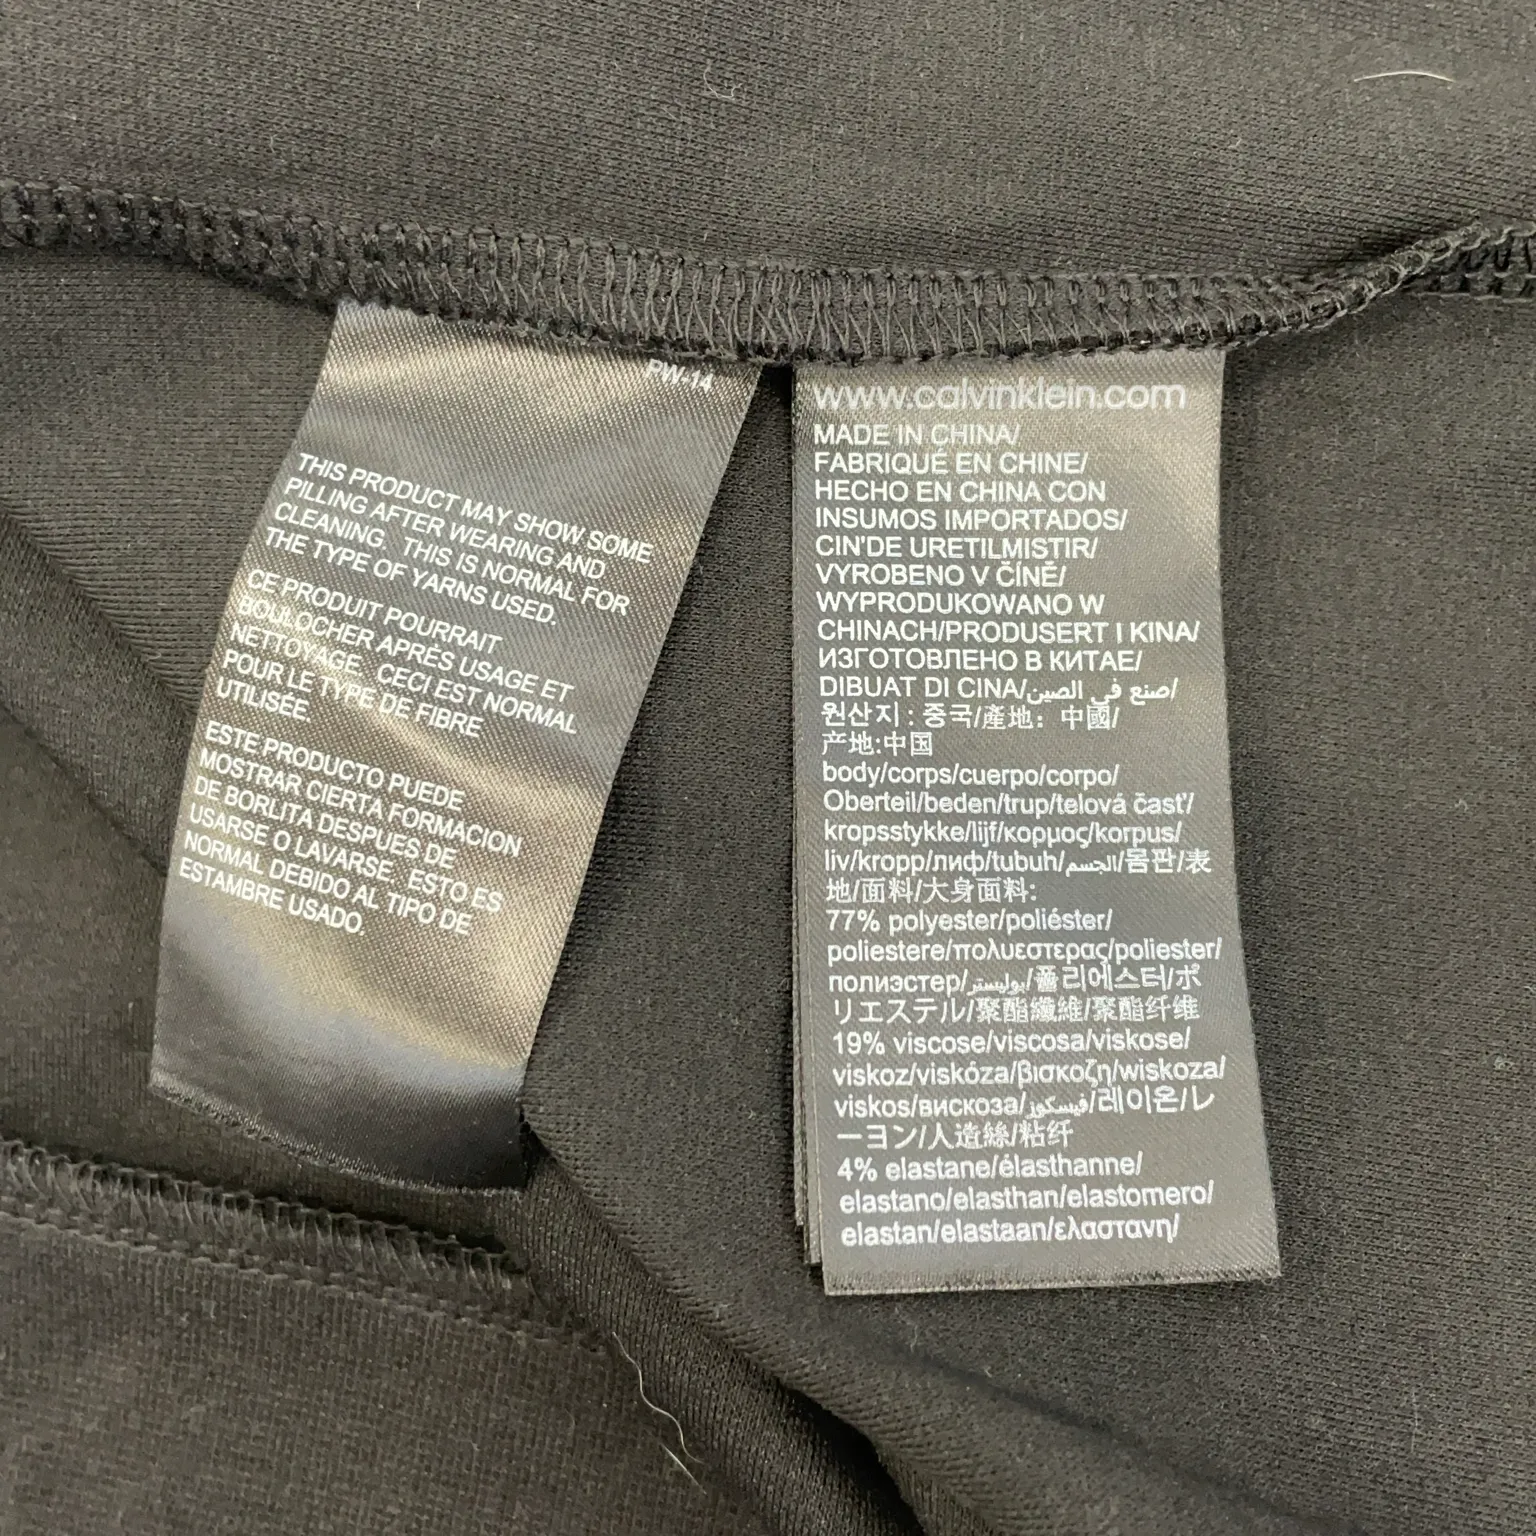 PW-14
THIS PRODUCT MAY SHOW SOME
PILLING AFTER WEARING AND
CLEANING. THIS IS NORMAL FOR
THE TYPE OF YARNS USED.
CE PRODUIT POURRAIT
BOULOCHER APRÈS USAGE ET
NETTOYAGE. CECI EST NORMAL
POUR LE TYPE DE FIBRE
UTILISÉE.
ESTE PRODUCTO PUEDE
MOSTRAR CIERTA FORMACION
DE BORLITA DESPUES DE
USARSE O LAVARSE. ESTO ES
NORMAL DEBIDO AL TIPO DE
ESTAMBRE USADO.
www.calvinklein.com
MADE IN CHINA/
FABRIQUÉ EN CHINE/
HECHO EN CHINA CON
INSUMOS IMPORTADOS/
CIN'DE URETILMISTIR/
VYROBENO V ČÍNĚ/
WYPRODUKOWANO W
CHINACH/PRODUSERT I KINA/
ИЗГОТОВЛЕНО В КИТАЕ/
DIBUAT DI CINA/صنع في الصين/
원산지 : 중국/產地：中國/
产地:中国
body/corps/cuerpo/corpo/
Oberteil/beden/trup/telová časť/
kropsstykke/lijf/κορμος/korpus/
liv/kropp/лиф/tubuh/الجسم/몸판/表
地/面料/大身面料:
77% polyester/poliéster/
poliestere/πολυεστερας/poliester/
полиэстер/بوليستر/폴리에스터/ポ
リエステル/聚酯纖維/聚酯纤维
19% viscose/viscosa/viskose/
viskoz/viskóza/βισκοζη/wiskoza/
viskos/вискоза/فيسكوز/레이온/レ
ーヨン/人造絲/粘纤
4% elastane/élasthanne/
elastano/elasthan/elastomero/
elastan/elastaan/ελαστανη/